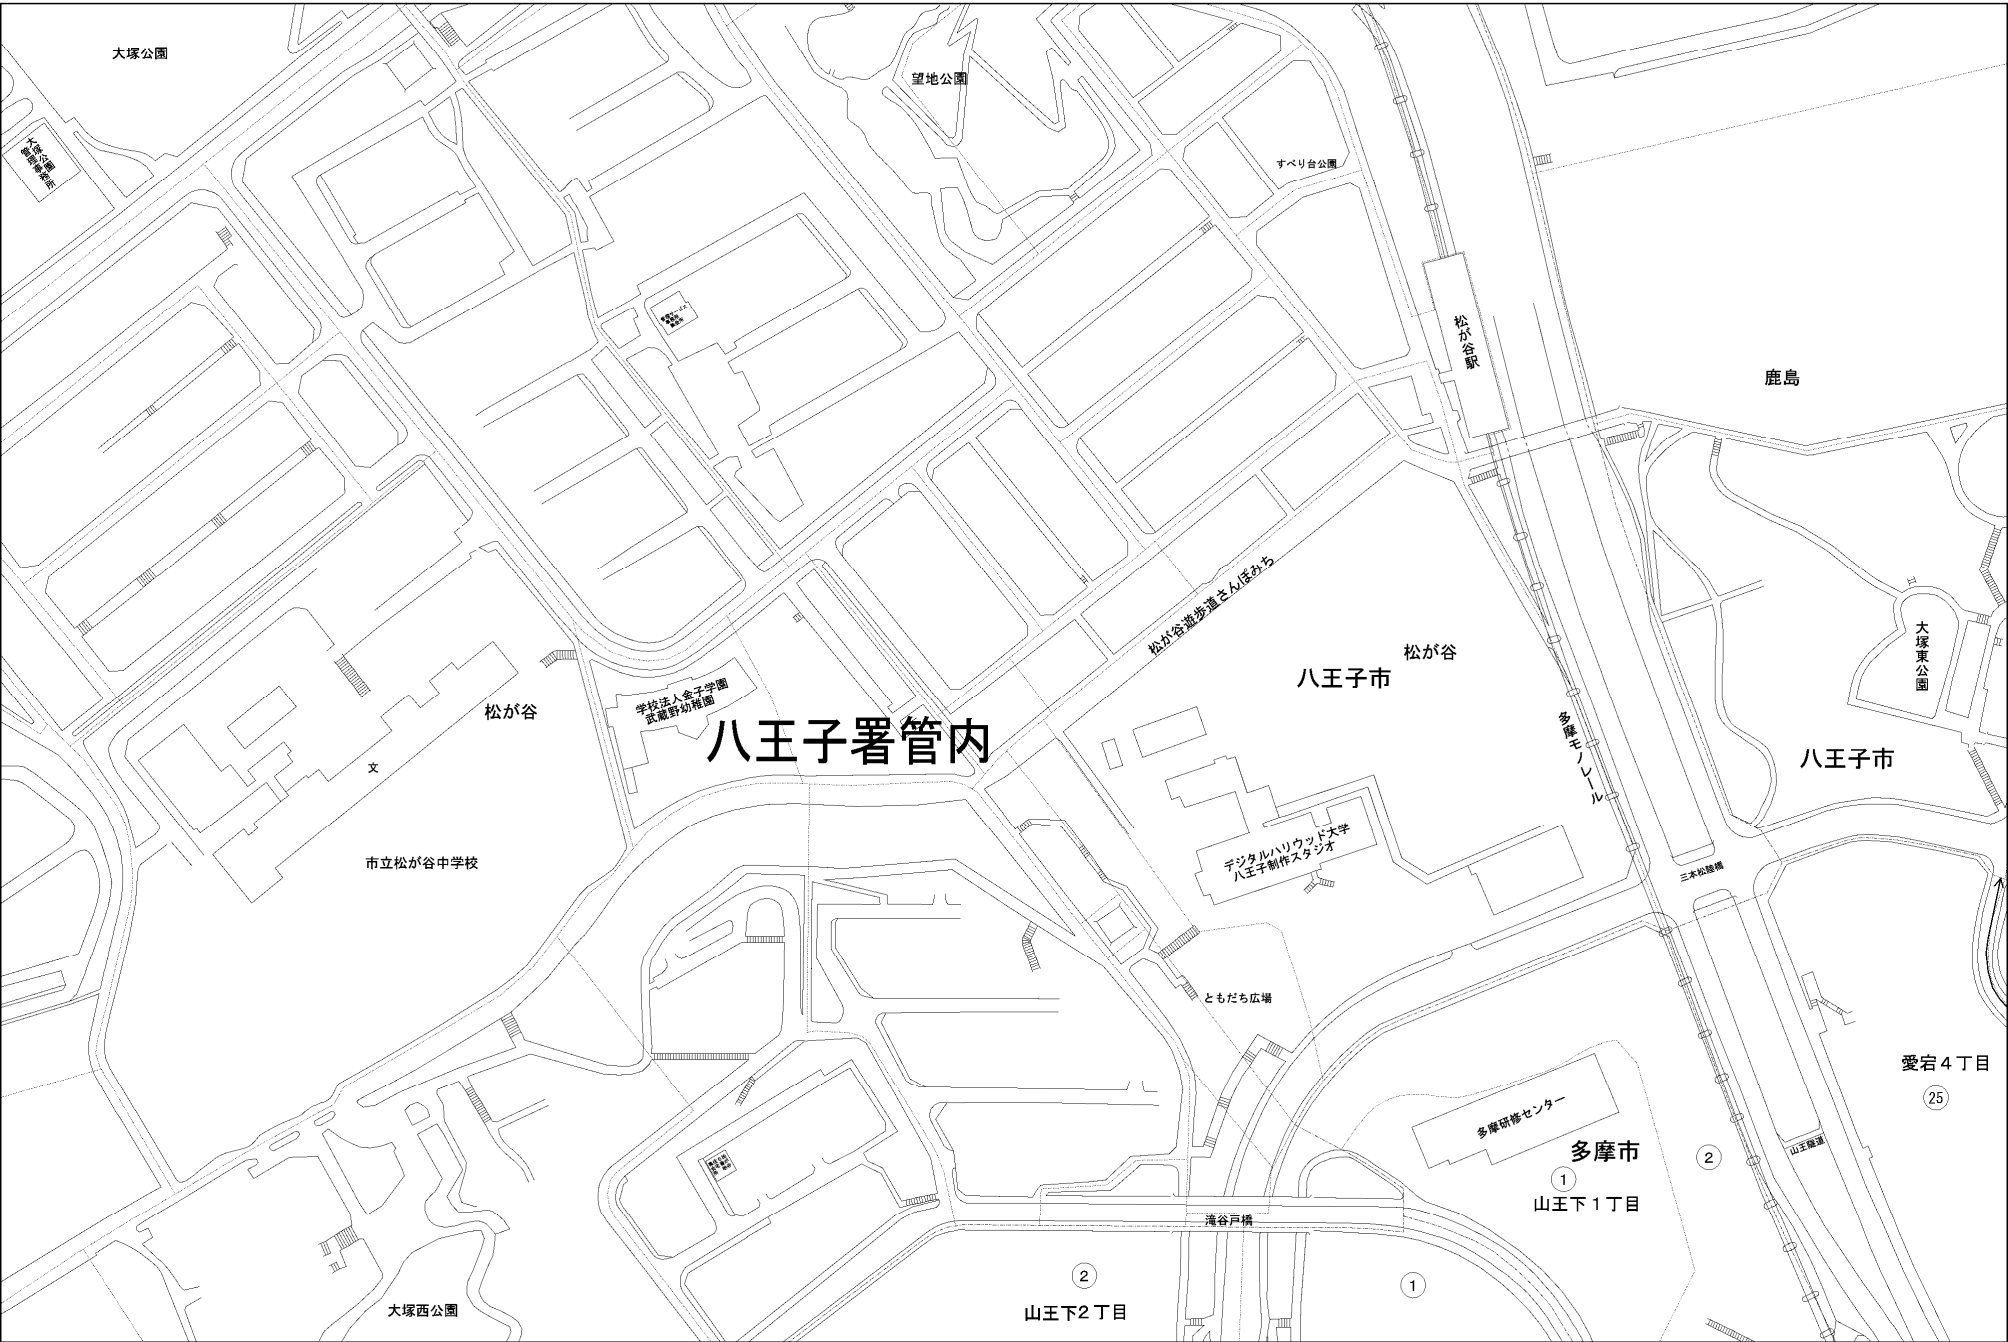 大塚公園
望地公園
大塚公園
管理事務所
すべり台公園
松が谷駅
鹿島
松が谷遊歩道さんぽみち
松が谷
八王子市
大塚東公園
学校法人金子学園
武蔵野幼稚園
松が谷
八王子署管内
多摩モノレール
八王子市
文
デジタルハリウッド大学
八王子制作スタジオ
市立松が谷中学校
三本松陸橋
ともだち広場
愛宕4丁目
25
多摩研修センター
多摩市
2
山王隧道
1
山王下1丁目
滝谷戸橋
2
1
大塚西公園
山王下2丁目